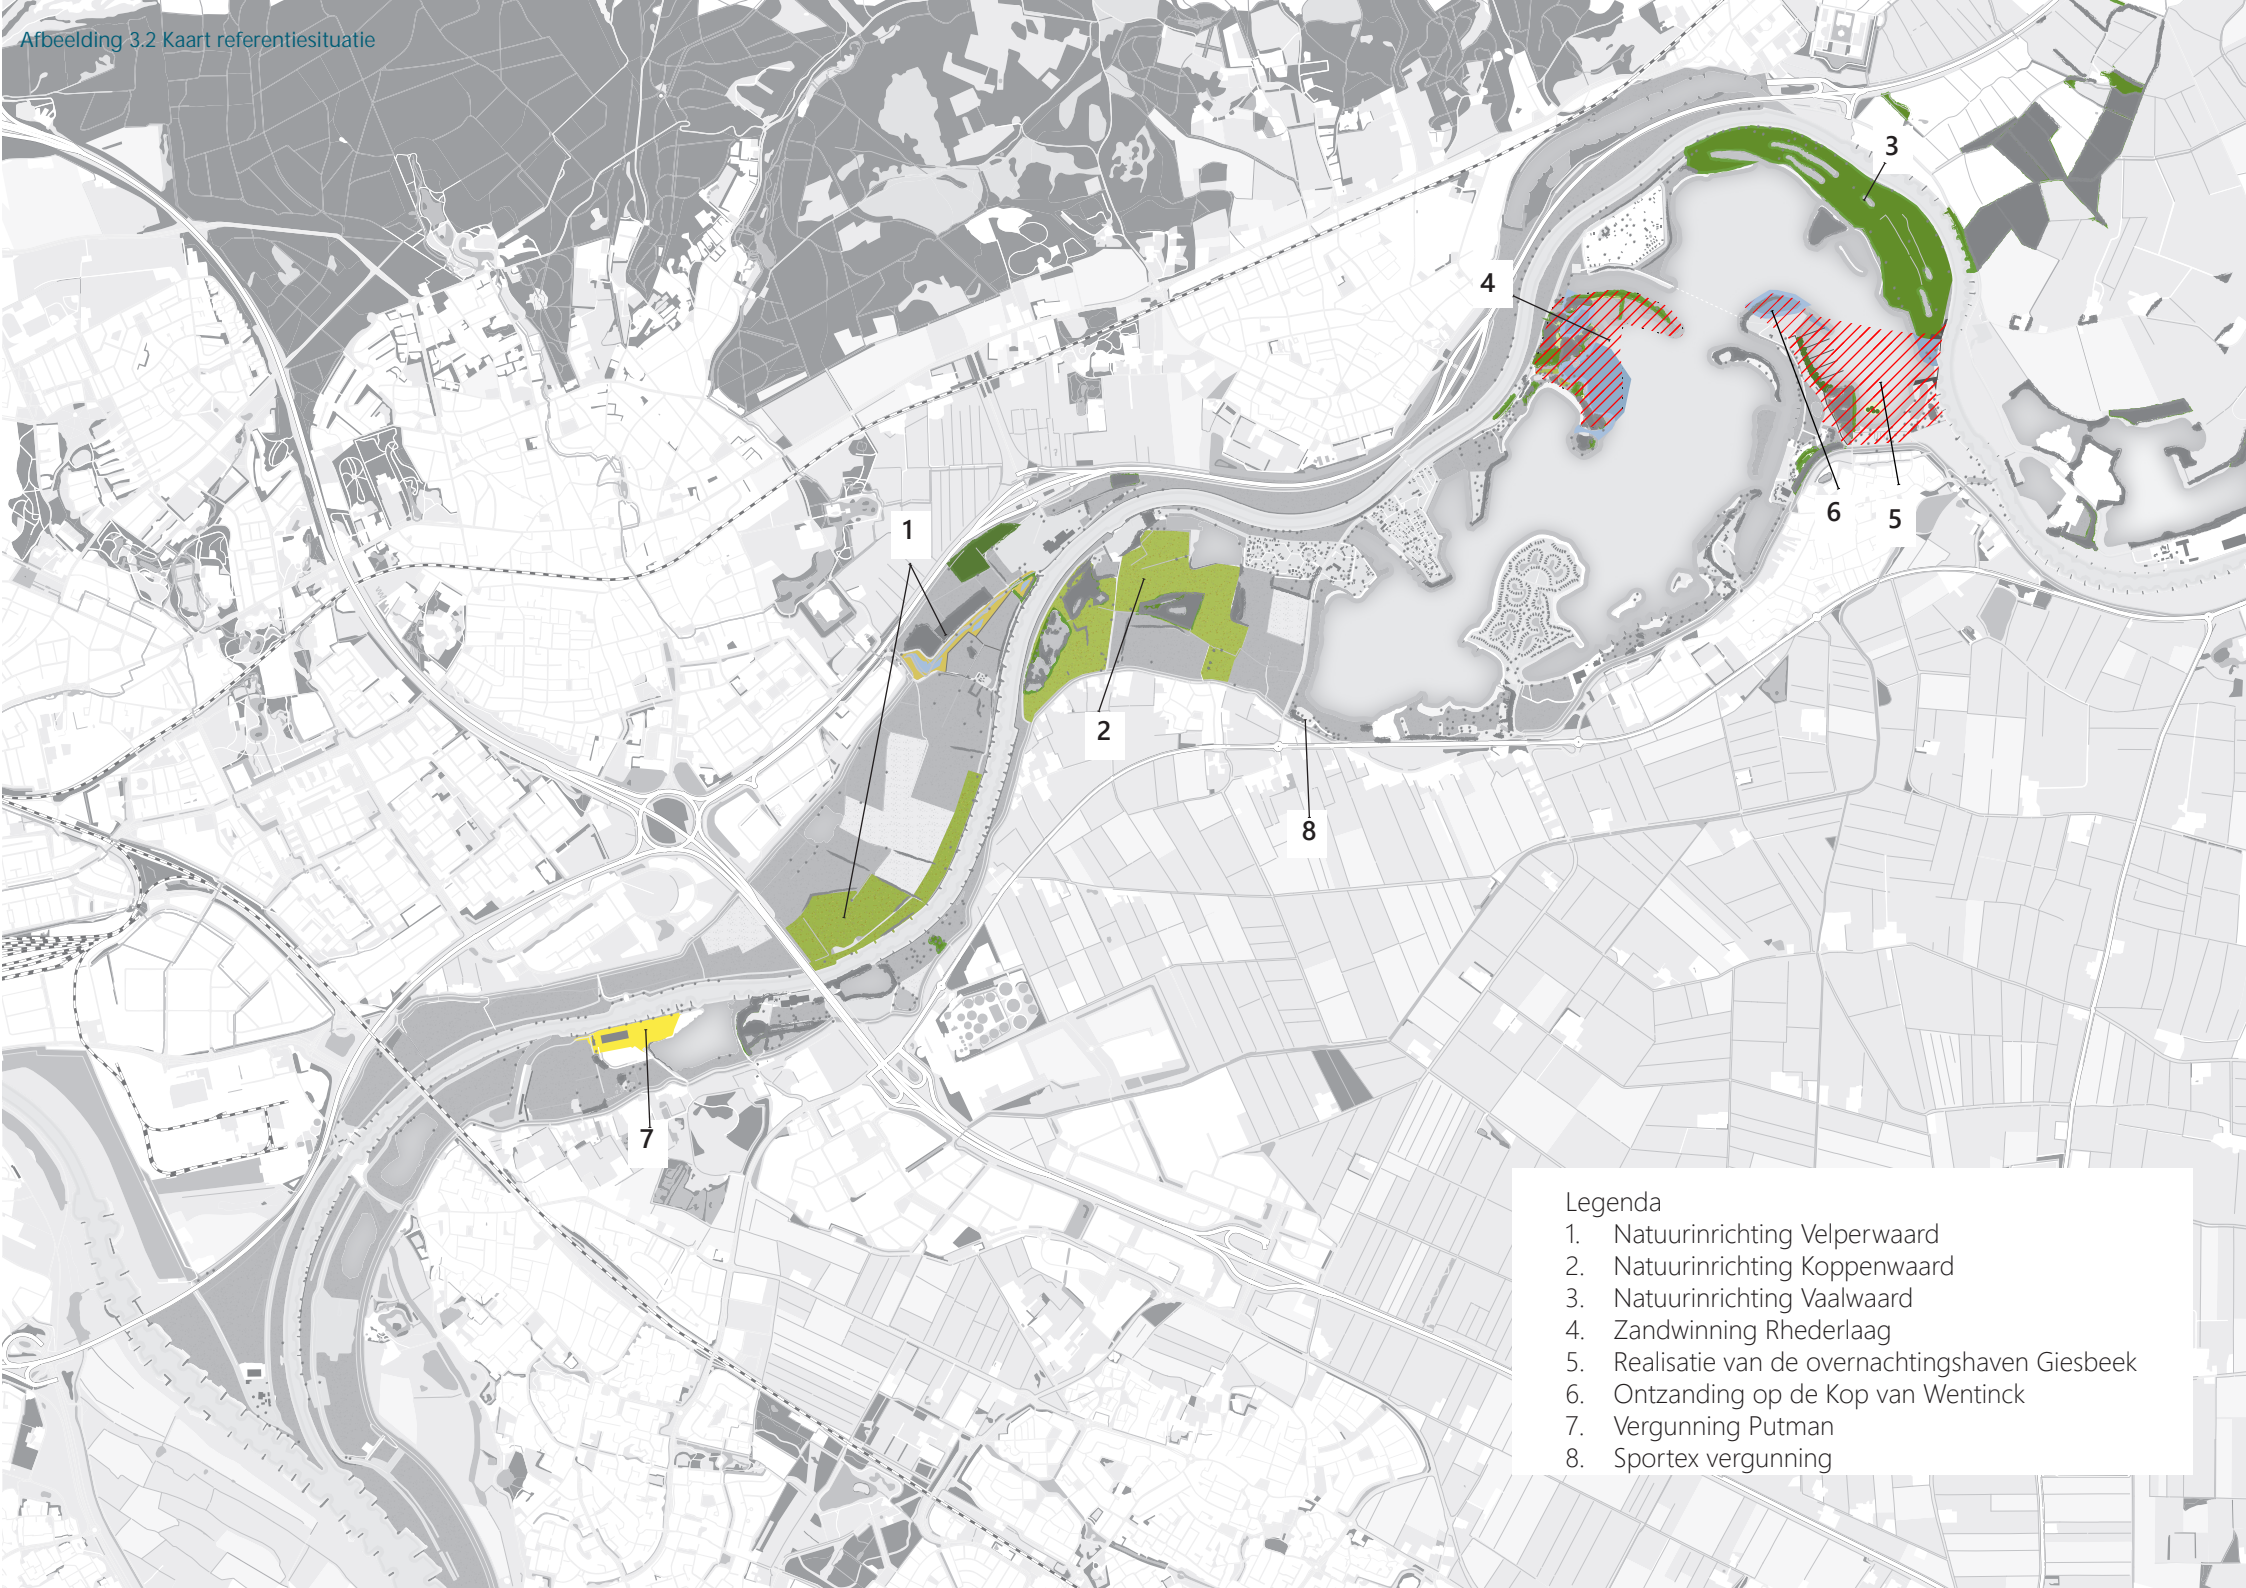 Afbeelding 3.2 Kaart referentiesituatie
3
4
1
6
5
2
8
7
Legenda
1. Natuurinrichting Velperwaard
2. Natuurinrichting Koppenwaard
3. Natuurinrichting Vaalwaard
4. Zandwinning Rhederlaag
5. Realisatie van de overnachtingshaven Giesbeek
6. Ontzanding op de Kop van Wentinck
7. Vergunning Putman
8. Sportex vergunning